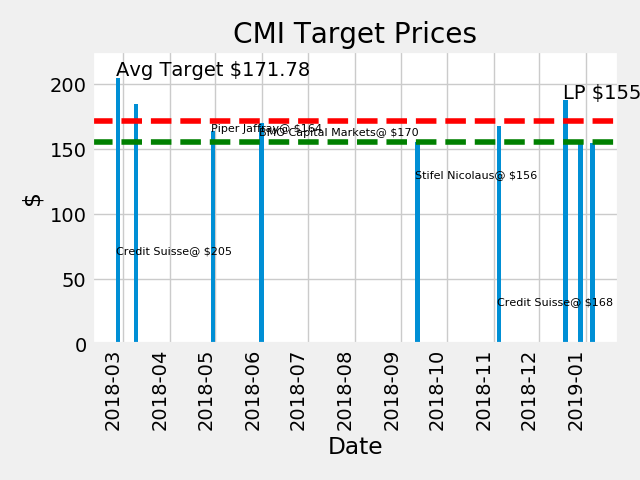 CMI Target Prices
Avg Target $171.78
LP $155
Piper Jaffray@ $164
BMO Capital Markets@ $170
Stifel Nicolaus@ $156
Credit Suisse@ $205
Credit Suisse@ $168
$
200
150
100
50
0
2018-03
2018-04
2018-05
2018-06
2018-07
2018-08
2018-09
2018-10
2018-11
2018-12
2019-01
Date